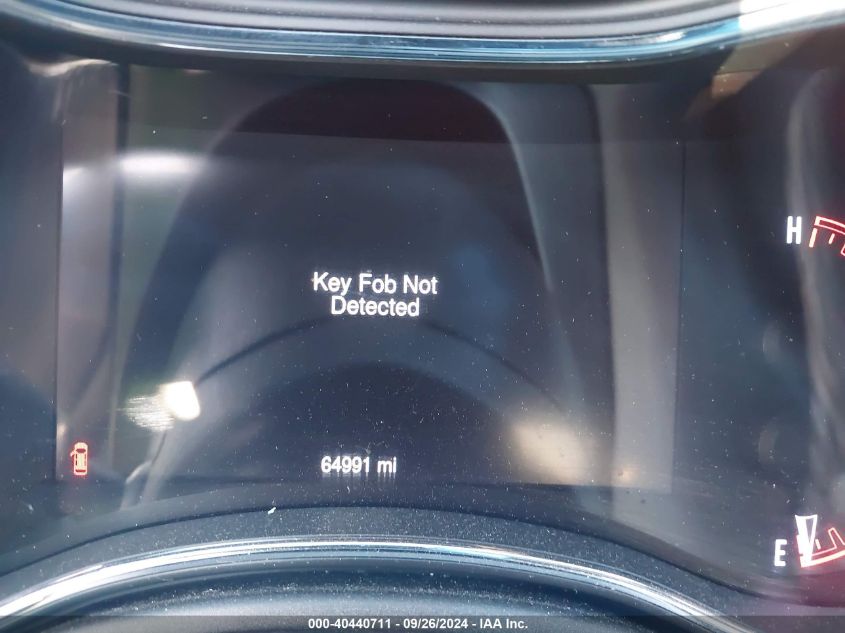 H
Key Fob Not
Detected
64991 mi
E
000-40440711 - 09/26/2024 - IAA Inc.